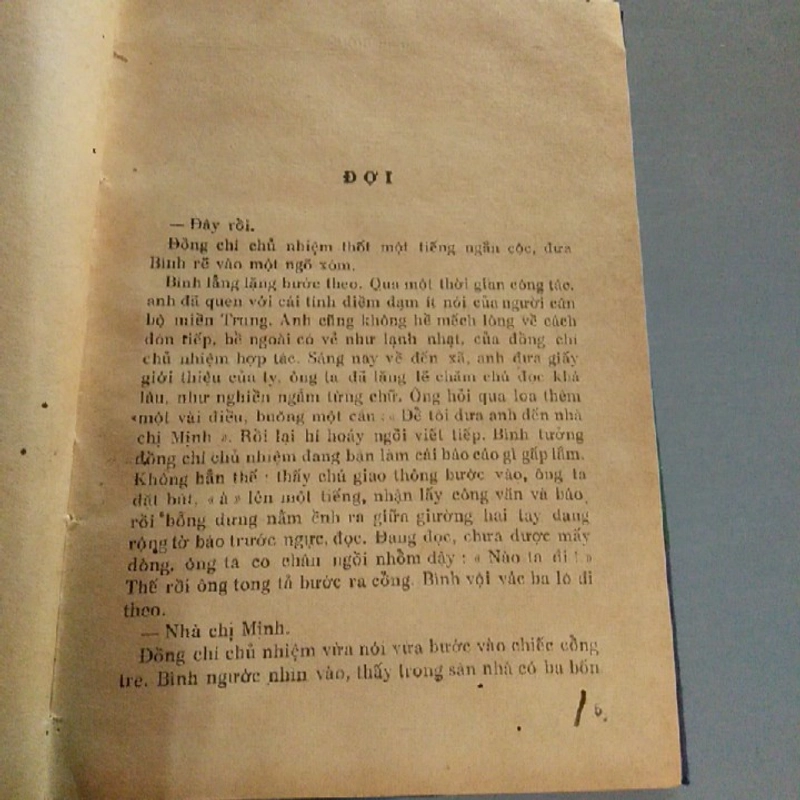 ĐỢI
— Đây rồi.
Đồng chí chủ nhiệm thốt một tiếng ngắn cộc, đưa
Bình rẽ vào một ngõ xóm.
Bình lẳng lặng bước theo. Qua một thời gian công tác,
anh đã quen với cái tính điềm đạm ít nói của người cán
bộ miền Trung. Anh cũng không hề mếch lòng về cách
đón tiếp, bề ngoài có vẻ như lạnh nhạt, của đồng chí
chủ nhiệm hợp tác. Sáng nay về đến xã, anh đưa giấy
giới thiệu của ty, ông ta đã lặng lẽ chăm chú đọc khá
lâu, như nghiền ngẫm từng chữ. Ông hỏi qua loa thêm
một vài điều, buông một câu : « Để tôi đưa anh đến nhà
chị Minh ». Rồi lại hí hoáy ngồi viết tiếp. Bình tưởng
đồng chí chủ nhiệm đang bận làm cái báo cáo gì gấp lắm.
Không hẳn thế : thấy chú giao thông bước vào, ông ta
đặt bút, « à » lên một tiếng, nhận lấy công văn và báo,
rồi bỗng dưng nằm ềnh ra giữa giường hai tay dang
rộng tờ báo trước ngực, đọc. Đang đọc, chưa được mấy
dòng, ông ta co chân ngồi nhồm dậy : « Nào ta đi ! »
Thế rồi ông tong tả bước ra cổng. Bình vội vác ba lô đi
theo.
— Nhà chị Minh.
Đồng chí chủ nhiệm vừa nói vừa bước vào chiếc cổng
tre. Bình ngước nhìn vào, thấy trong sân nhà có ba bốn
5